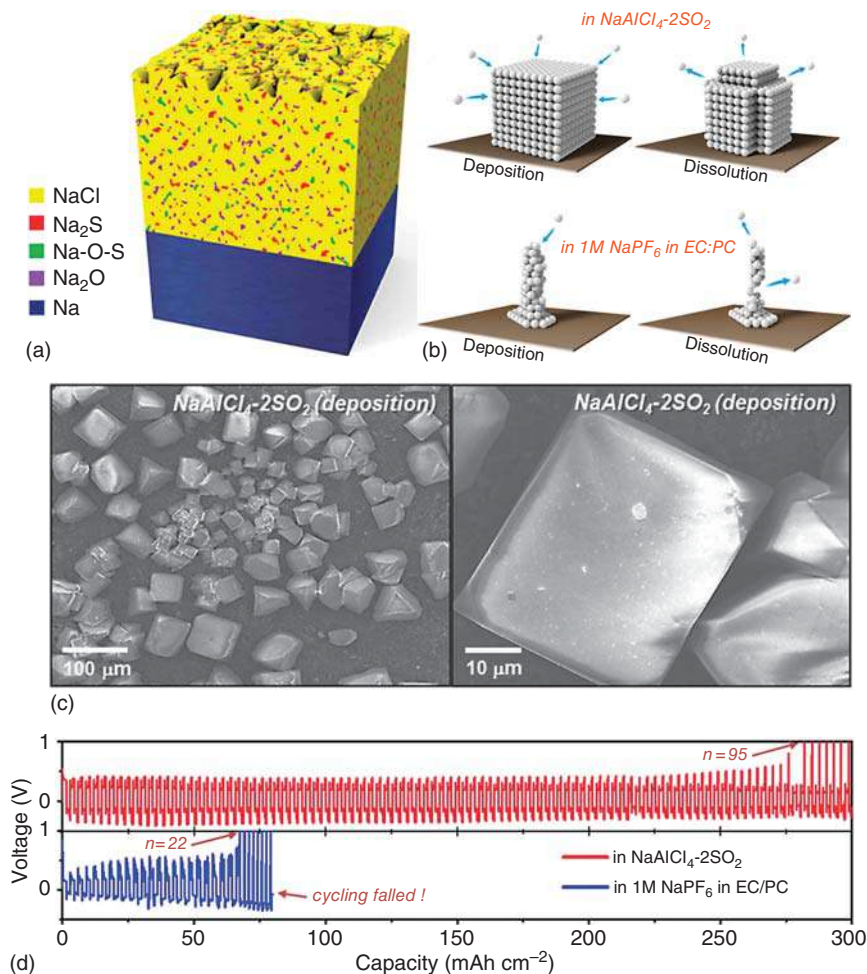 NaCl
Na₂S
Na-O-S
Na₂O
Na
(a)
in NaAlCl₄-2SO₂
Deposition
Dissolution
in 1M NaPF₆ in EC:PC
Deposition
Dissolution
(b)
NaAlCl₄-2SO₂ (deposition)
100 μm
NaAlCl₄-2SO₂ (deposition)
10 μm
(c)
Voltage (V)
1
0
1
0
n=95
n=22
cycling falled !
in NaAlCl₄-2SO₂
in 1M NaPF₆ in EC/PC
0
50
100
150
200
250
300
Capacity (mAh cm⁻²)
(d)